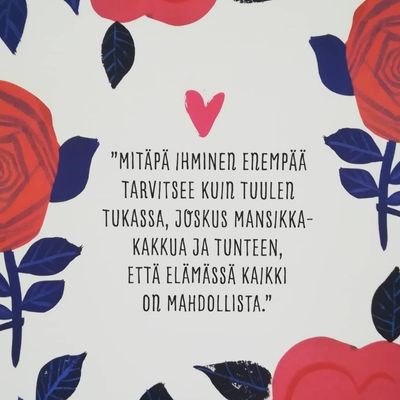 "MITÄPÄ IHMINEN ENEMPÄÄ
TARVITSEE KUIN TUULEN
TUKASSA, JOSKUS MANSIKKA-
KAKKUA JA TUNTEEN,
ETTÄ ELÄMÄSSÄ KAIKKI
ON MAHDOLLISTA."